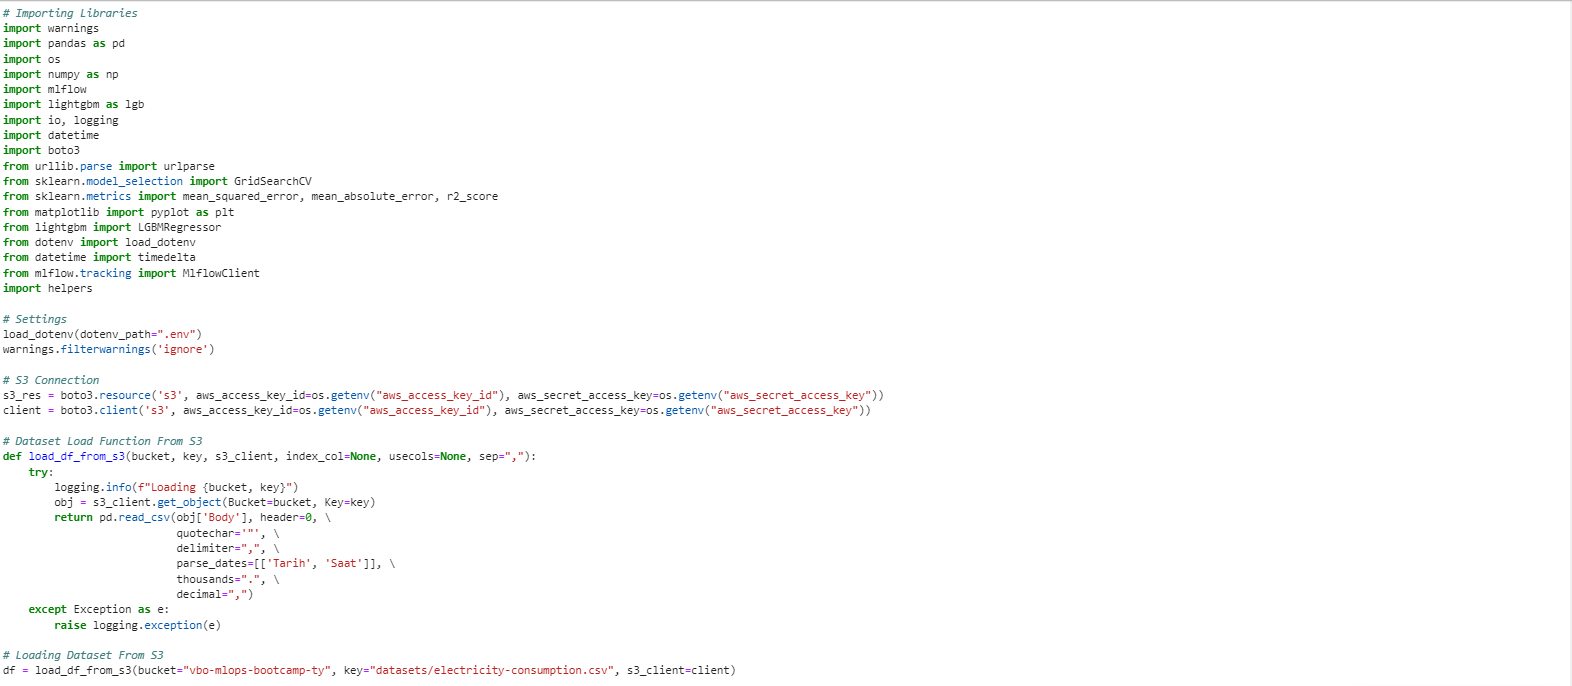 # Importing Libraries
import warnings
import pandas as pd
import os
import numpy as np
import mlflow
import lightgbm as lgb
import io, logging
import datetime
import boto3
from urllib.parse import urlparse
from sklearn.model_selection import GridSearchCV
from sklearn.metrics import mean_squared_error, mean_absolute_error, r2_score
from matplotlib import pyplot as plt
from lightgbm import LGBMRegressor
from dotenv import load_dotenv
from datetime import timedelta
from mlflow.tracking import MlflowClient
import helpers

# Settings
load_dotenv(dotenv_path=".env")
warnings.filterwarnings('ignore')

# S3 Connection
s3_res = boto3.resource('s3', aws_access_key_id=os.getenv("aws_access_key_id"), aws_secret_access_key=os.getenv("aws_secret_access_key"))
client = boto3.client('s3', aws_access_key_id=os.getenv("aws_access_key_id"), aws_secret_access_key=os.getenv("aws_secret_access_key"))

# Dataset Load Function From S3
def load_df_from_s3(bucket, key, s3_client, index_col=None, usecols=None, sep=","):
    try:
        logging.info(f"Loading {bucket, key}")
        obj = s3_client.get_object(Bucket=bucket, Key=key)
        return pd.read_csv(obj['Body'], header=0, \
                           quotechar='"', \
                           delimiter=",", \
                           parse_dates=[['Tarih', 'Saat']], \
                           thousands=".", \
                           decimal=",")
    except Exception as e:
        raise logging.exception(e)

# Loading Dataset From S3
df = load_df_from_s3(bucket="vbo-mlops-bootcamp-ty", key="datasets/electricity-consumption.csv", s3_client=client)